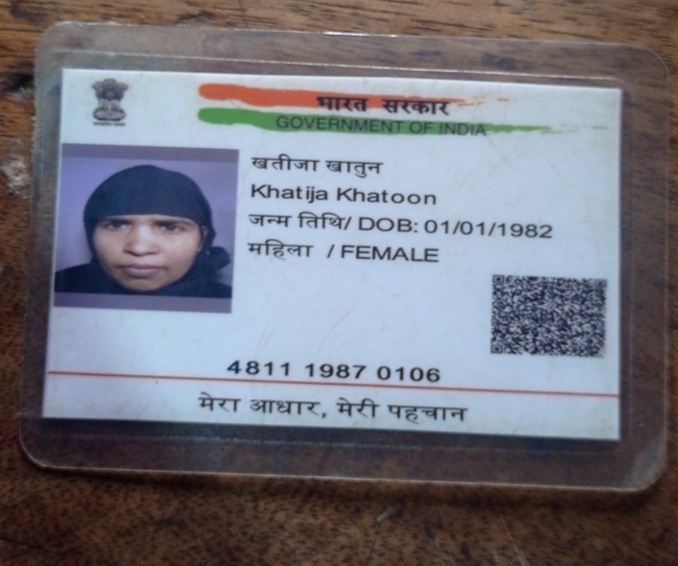 भारत सरकार
GOVERNMENT OF INDIA
खतीजा खातुन
Khatija Khatoon
जन्म तिथि/ DOB: 01/01/1982
महिला / FEMALE
4811 1987 0106
मेरा आधार, मेरी पहचान